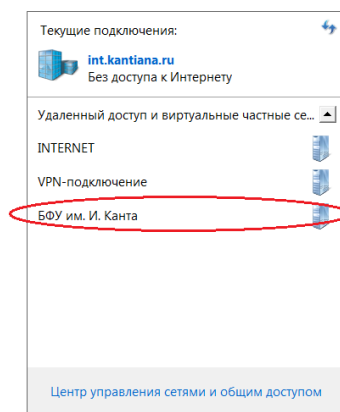 Текущие подключения:
int.kantiana.ru
Без доступа к Интернету
Удаленный доступ и виртуальные частные се...
INTERNET
VPN-подключение
БФУ им. И. Канта
Центр управления сетями и общим доступом